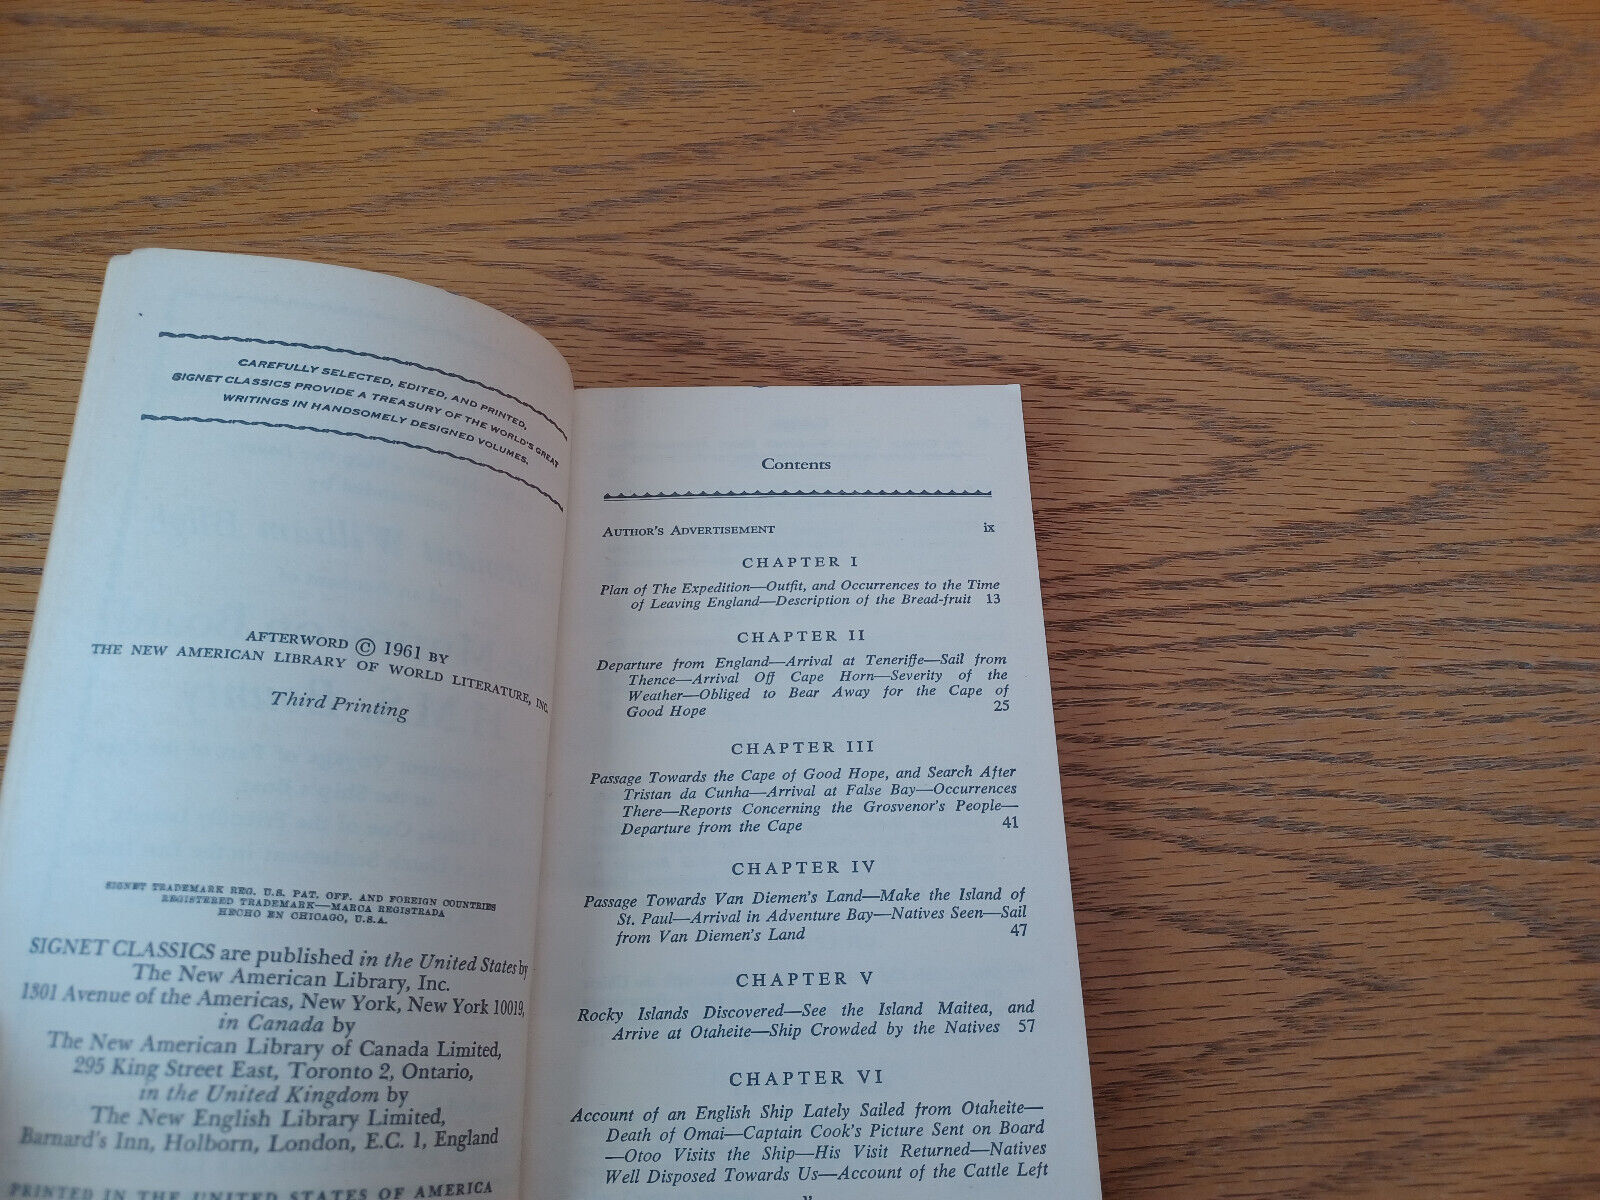 CAREFULLY SELECTED, EDITED, AND PRINTED,
SIGNET CLASSICS PROVIDE A TREASURY OF THE WORLD'S GREAT
WRITINGS IN HANDSOMELY DESIGNED VOLUMES.
AFTERWORD © 1961 BY
THE NEW AMERICAN LIBRARY OF WORLD LITERATURE, INC.
Third Printing
SIGNET TRADEMARK REG. U.S. PAT. OFF. AND FOREIGN COUNTRIES
REGISTERED TRADEMARK—MARCA REGISTRADA
HECHO EN CHICAGO, U.S.A.
SIGNET CLASSICS are published in the United States by
The New American Library, Inc.
1301 Avenue of the Americas, New York, New York 10019,
in Canada by
The New American Library of Canada Limited,
295 King Street East, Toronto 2, Ontario,
in the United Kingdom by
The New English Library Limited,
Barnard's Inn, Holborn, London, E.C. 1, England
PRINTED IN THE UNITED STATES OF AMERICA
Contents
AUTHOR'S ADVERTISEMENT ix
CHAPTER I
Plan of The Expedition—Outfit, and Occurrences to the Time
of Leaving England—Description of the Bread-fruit 13
CHAPTER II
Departure from England—Arrival at Teneriffe—Sail from
Thence—Arrival Off Cape Horn—Severity of the
Weather—Obliged to Bear Away for the Cape of
Good Hope 25
CHAPTER III
Passage Towards the Cape of Good Hope, and Search After
Tristan da Cunha—Arrival at False Bay—Occurrences
There—Reports Concerning the Grosvenor's People—
Departure from the Cape 41
CHAPTER IV
Passage Towards Van Diemen's Land—Make the Island of
St. Paul—Arrival in Adventure Bay—Natives Seen—Sail
from Van Diemen's Land 47
CHAPTER V
Rocky Islands Discovered—See the Island Maitea, and
Arrive at Otaheite—Ship Crowded by the Natives 57
CHAPTER VI
Account of an English Ship Lately Sailed from Otaheite—
Death of Omai—Captain Cook's Picture Sent on Board
—Otoo Visits the Ship—His Visit Returned—Natives
Well Disposed Towards Us—Account of the Cattle Left